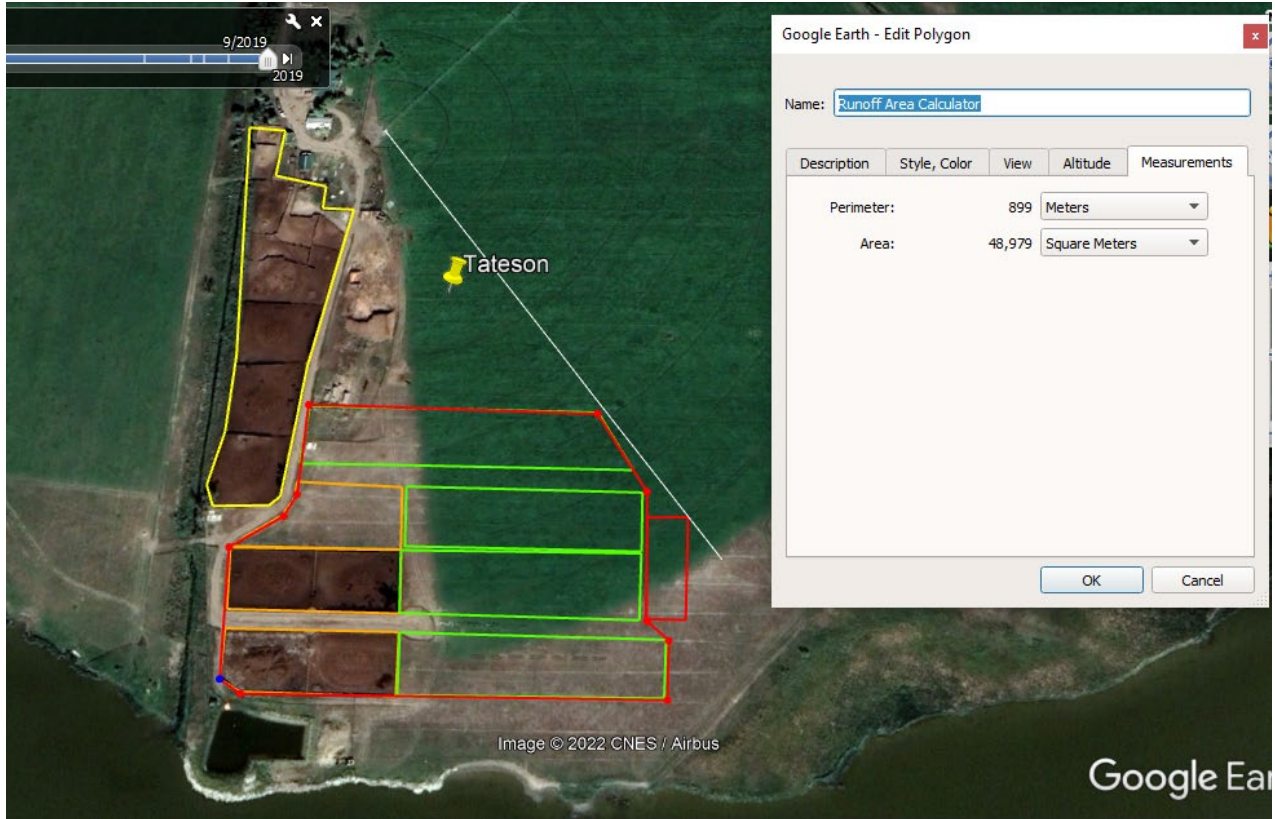 9/2019
2019
Tateson
Image © 2022 CNES / Airbus
Google Ear
Google Earth - Edit Polygon
x
Name: Runoff Area Calculator
Description Style, Color View Altitude Measurements
Perimeter: 899 Meters
Area: 48,979 Square Meters
OK Cancel